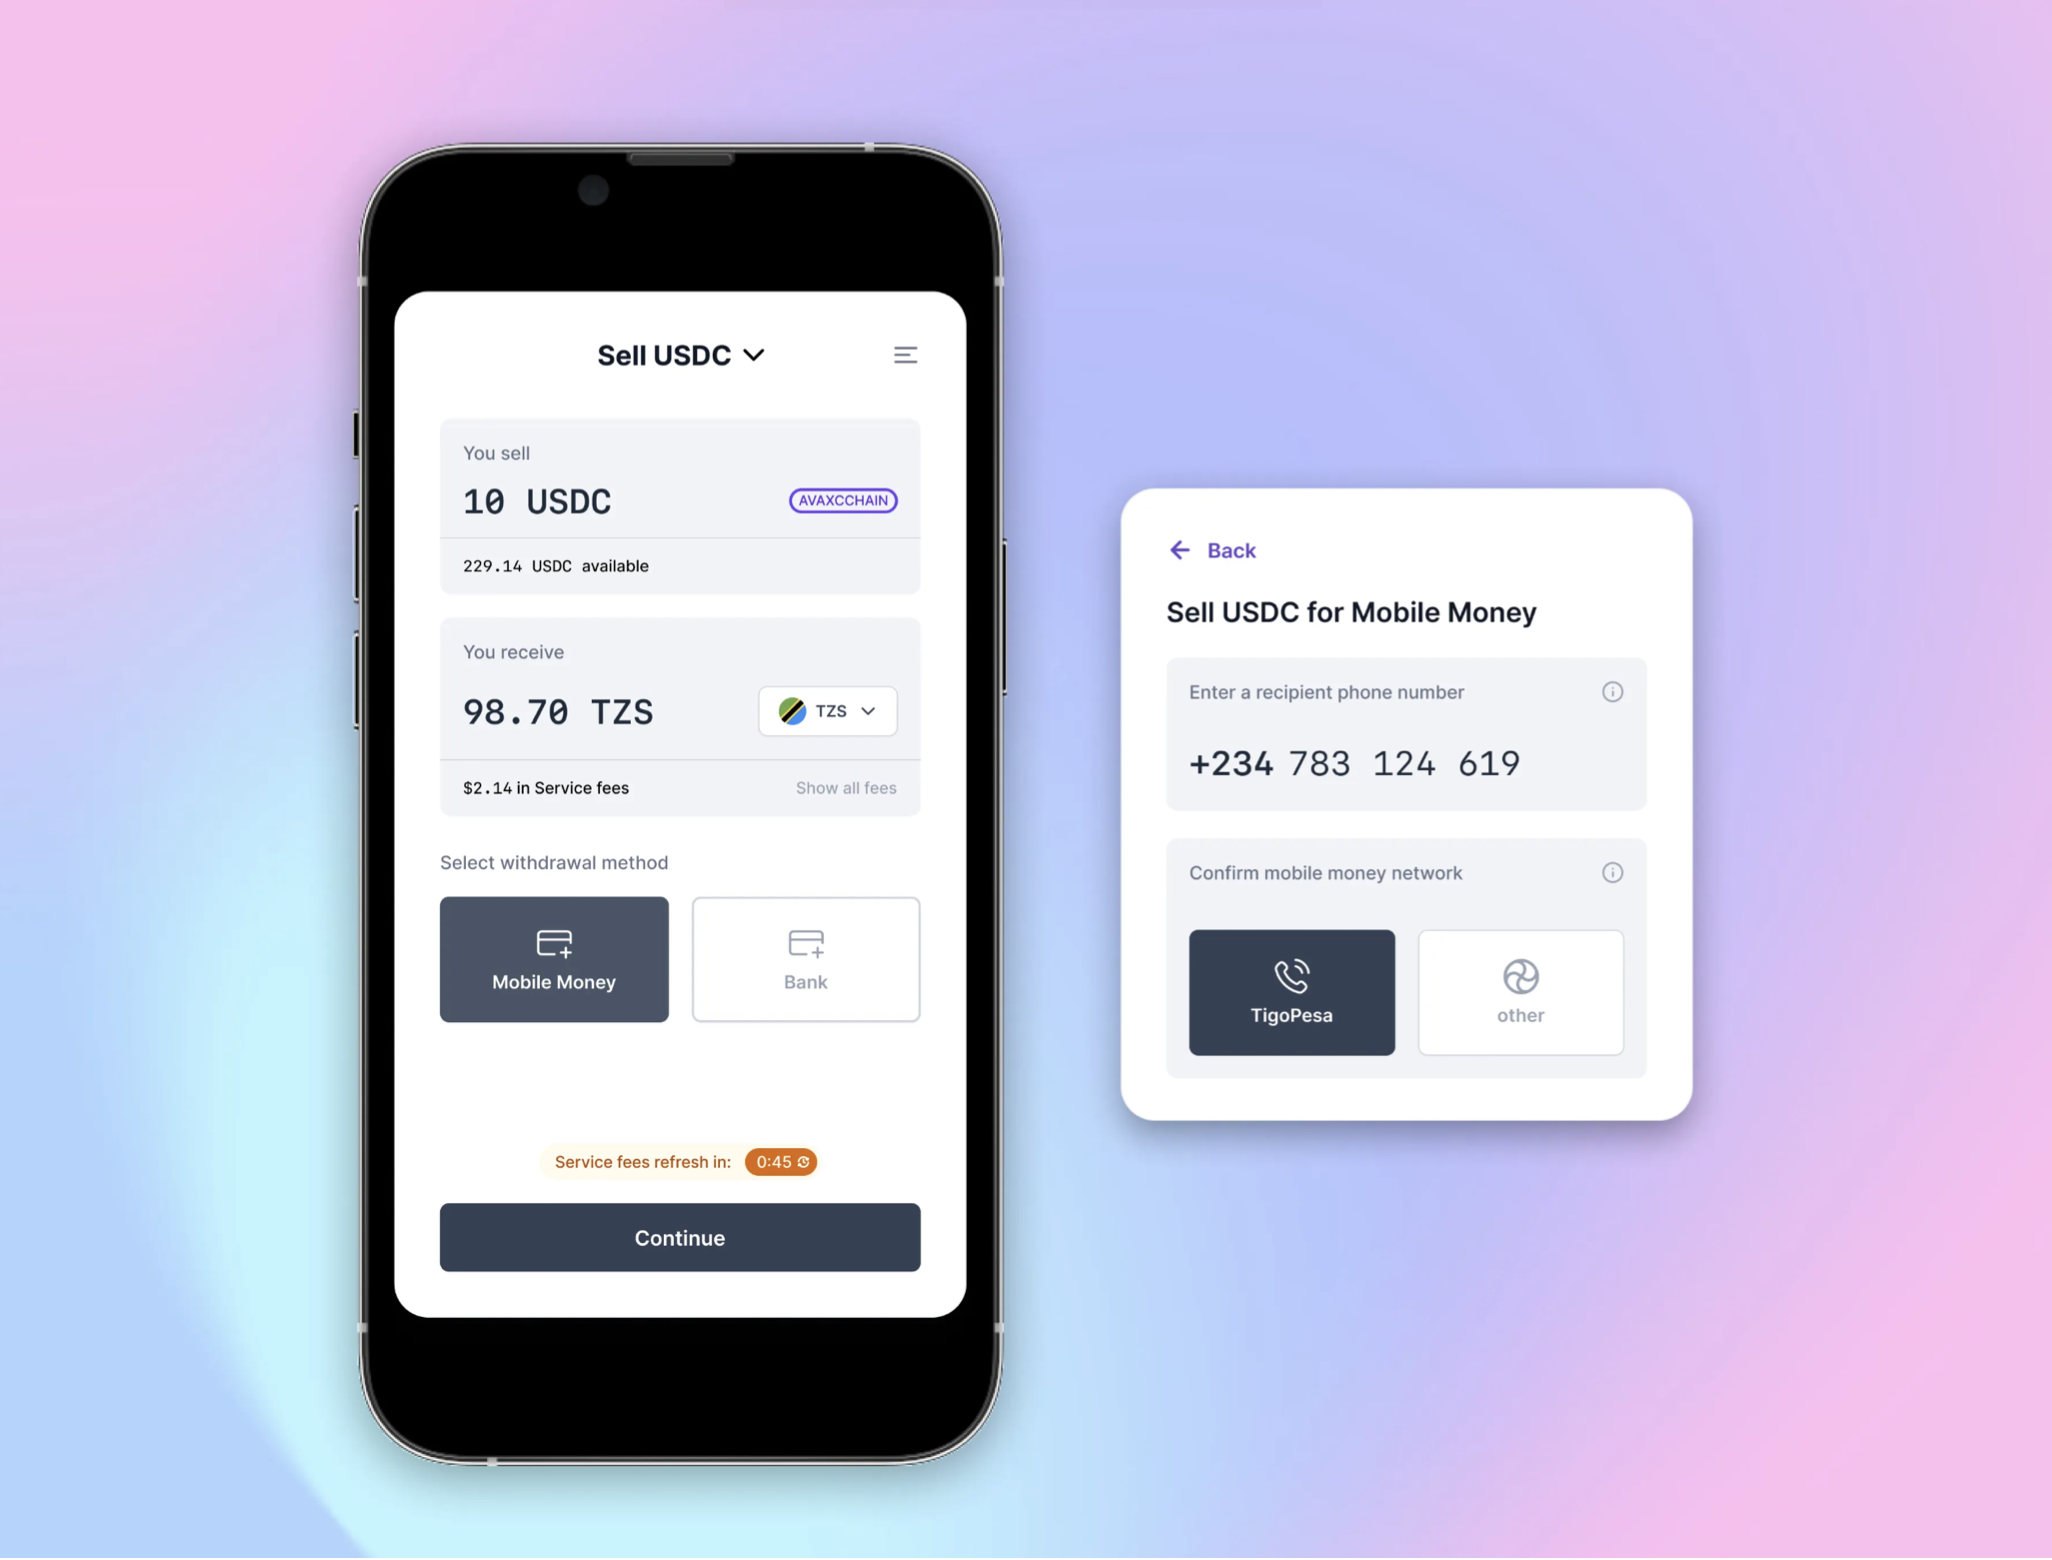 Sell USDC
You sell
10 USDC
AVAXCCHAIN
229.14 USDC available
You receive
98.70 TZS
TZS
$2.14 in Service fees
Show all fees
Select withdrawal method
Mobile Money
Bank
Service fees refresh in:
0:45
Continue
Back
Sell USDC for Mobile Money
Enter a recipient phone number
+234 783 124 619
Confirm mobile money network
TigoPesa
other